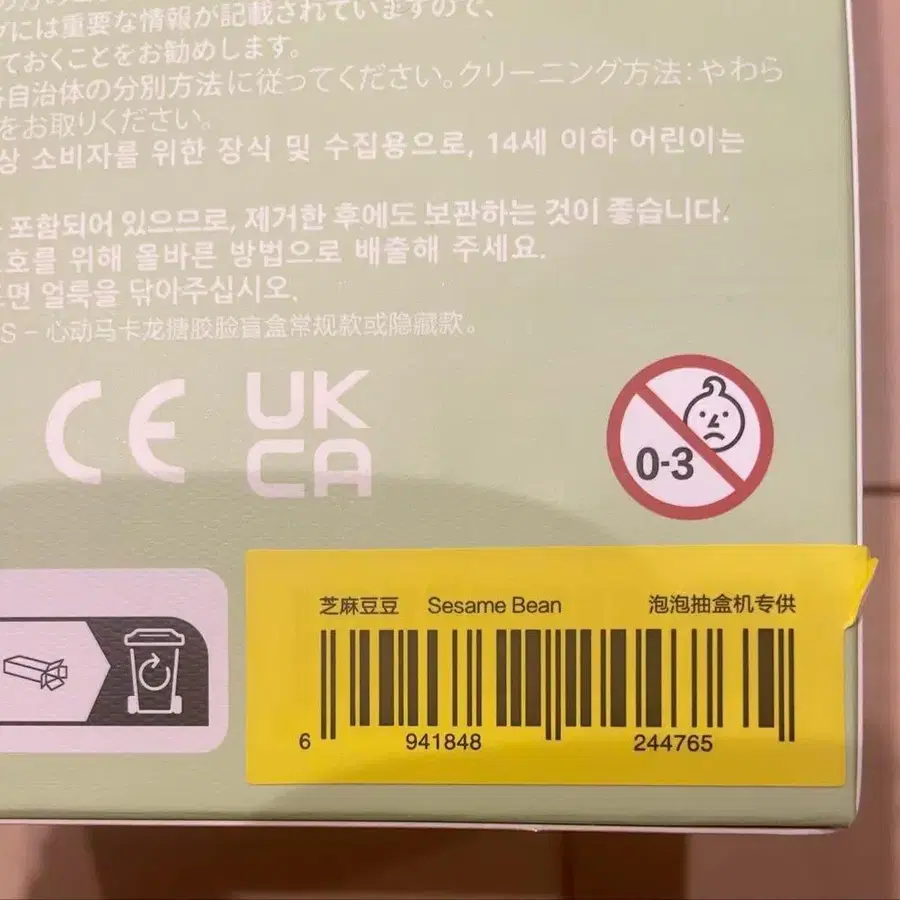 グには重要な情報が記載されていますので、
ておくことをお勧めします。
各自治体の分別方法に従ってください。クリーニング方法：やわら
をお取りください。
상 소비자를 위한 장식 및 수집용으로, 14세 이하 어린이는
포함되어 있으므로, 제거한 후에도 보관하는 것이 좋습니다.
호를 위해 올바른 방법으로 배출해 주세요.
면 얼룩을 닦아주십시오.
S – 心动马卡龙搪胶脸盲盒常规款或隐藏款。
CE UK
CA
0-3
芝麻豆豆 Sesame Bean 泡泡抽盒机专供
6 941848 244765